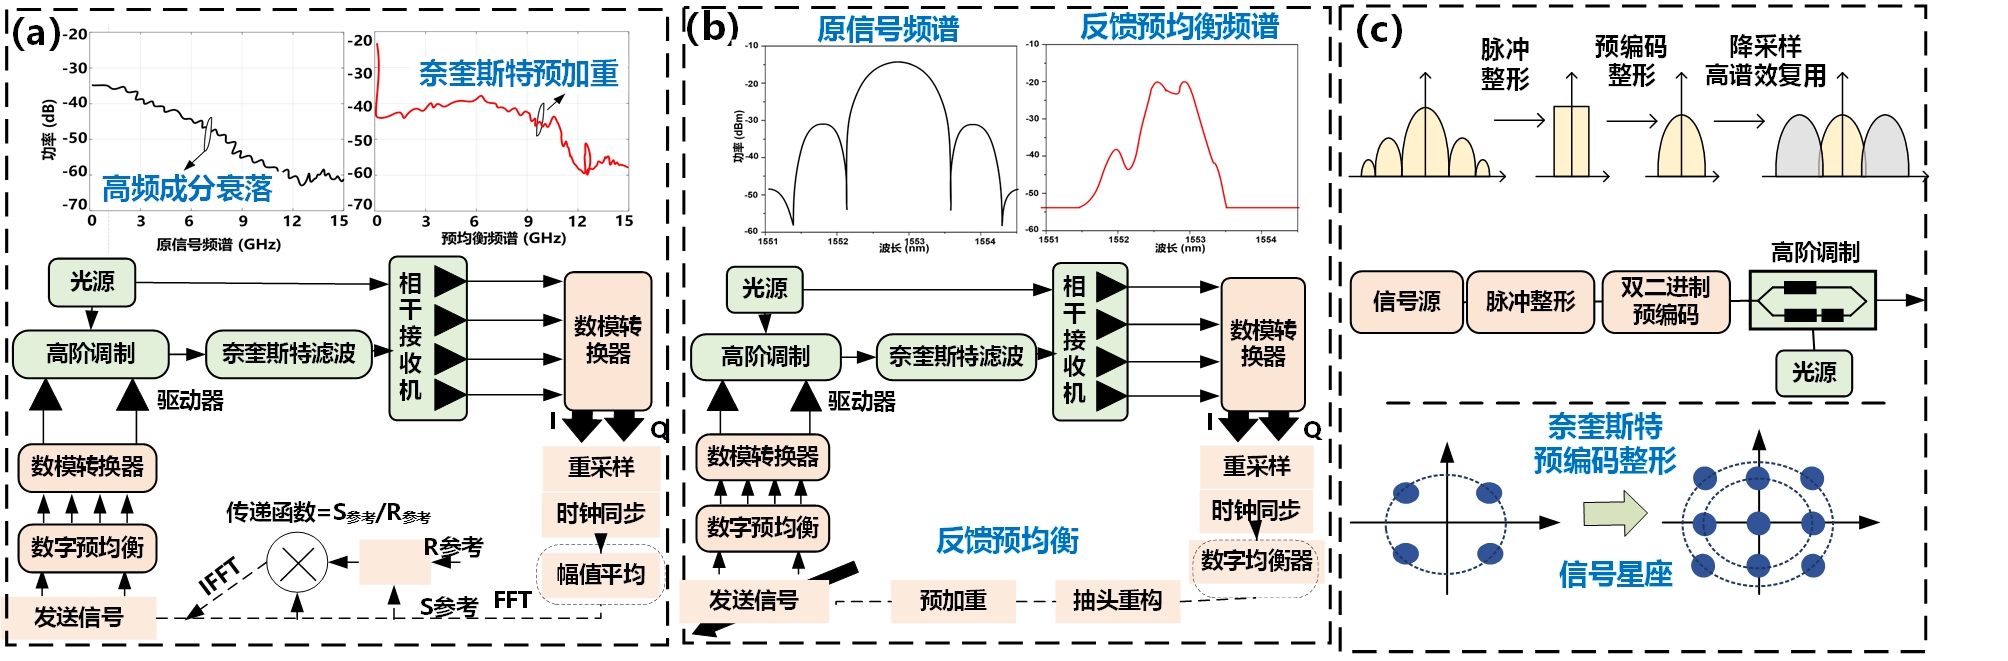 (a)
-20
-30
-40
-50
-60
-70
功率 (dB)
高频成分衰落
0 3 6 9 12 15
原信号频谱 (GHz)
-20
-30
-40
-50
-60
-70
奈奎斯特预加重
0 3 6 9 12 15
预均衡频谱 (GHz)
光源
高阶调制
奈奎斯特滤波
相干接收机
数模转换器
驱动器
I
Q
数模转换器
重采样
时钟同步
传递函数=S参考/R参考
数字预均衡
R参考
幅值平均
IFFT
S参考
FFT
发送信号
(b)
原信号频谱
反馈预均衡频谱
-10
-20
-30
-40
-50
-60
功率 (dBm)
1551 1552 1553 1554
波长 (nm)
-10
-20
-30
-40
-50
-60
1551 1552 1553 1554
波长 (nm)
光源
高阶调制
奈奎斯特滤波
相干接收机
数模转换器
驱动器
I
Q
数模转换器
重采样
时钟同步
数字预均衡
反馈预均衡
数字均衡器
发送信号
预加重
抽头重构
(c)
脉冲
整形
预编码
整形
降采样
高谱效复用
高阶调制
信号源
脉冲整形
双二进制
预编码
光源
奈奎斯特
预编码整形
信号星座